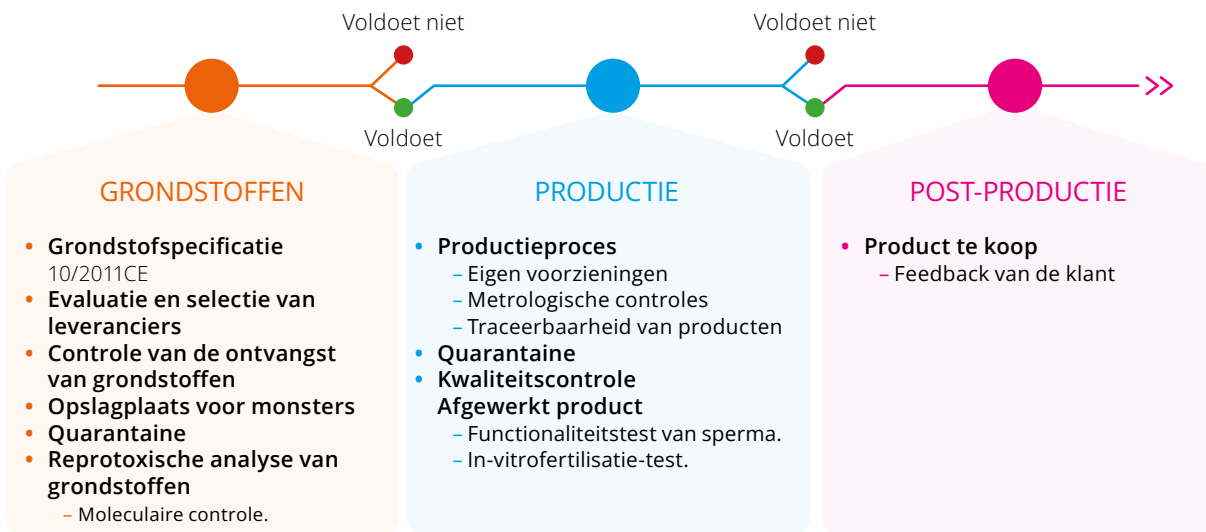 Voldoet niet
Voldoet niet
Voldoet
Voldoet
GRONDSTOFFEN
• Grondstofspecificatie
10/2011CE
• Evaluatie en selectie van
leveranciers
• Controle van de ontvangst
van grondstoffen
• Opslagplaats voor monsters
• Quarantaine
• Reprotoxische analyse van
grondstoffen
– Moleculaire controle.
PRODUCTIE
• Productieproces
– Eigen voorzieningen
– Metrologische controles
– Traceerbaarheid van producten
• Quarantaine
• Kwaliteitscontrole
Afgewerkt product
– Functionaliteitstest van sperma.
– In-vitrofertilisatie-test.
POST-PRODUCTIE
• Product te koop
– Feedback van de klant